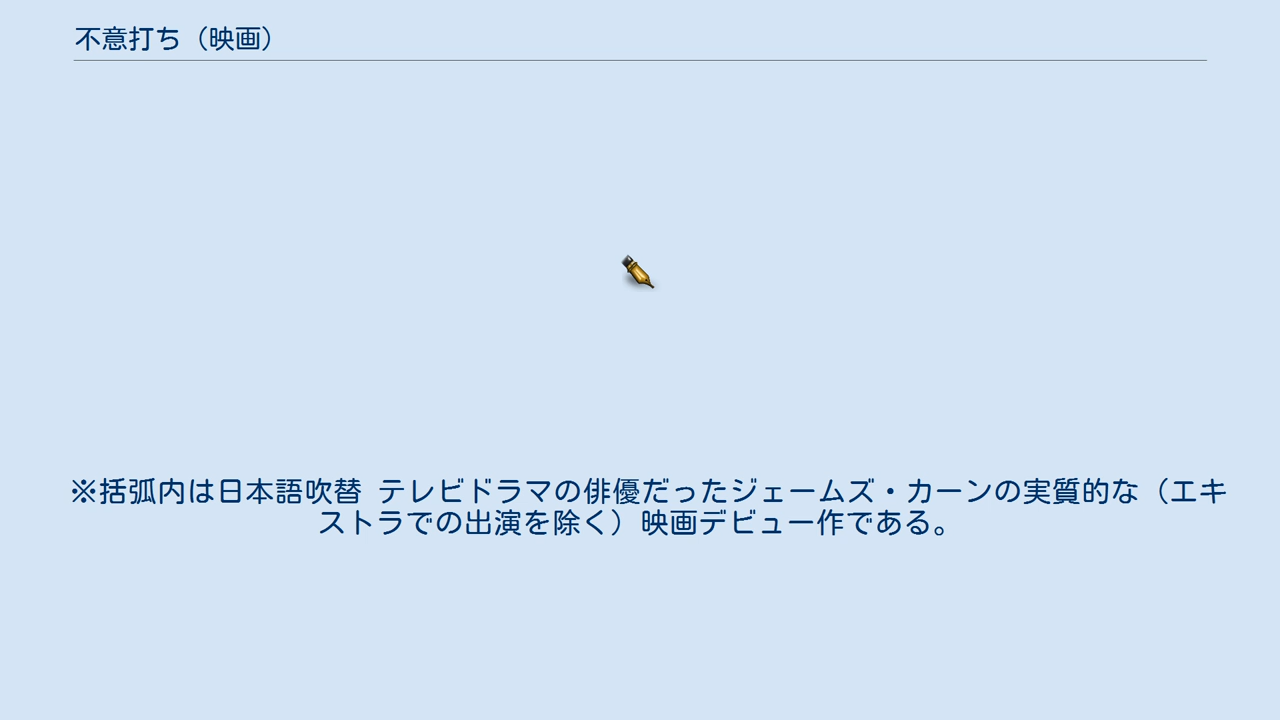 不意打ち（映画）
※括弧内は日本語吹替 テレビドラマの俳優だったジェームズ・カーンの実質的な（エキ
ストラでの出演を除く）映画デビュー作である。